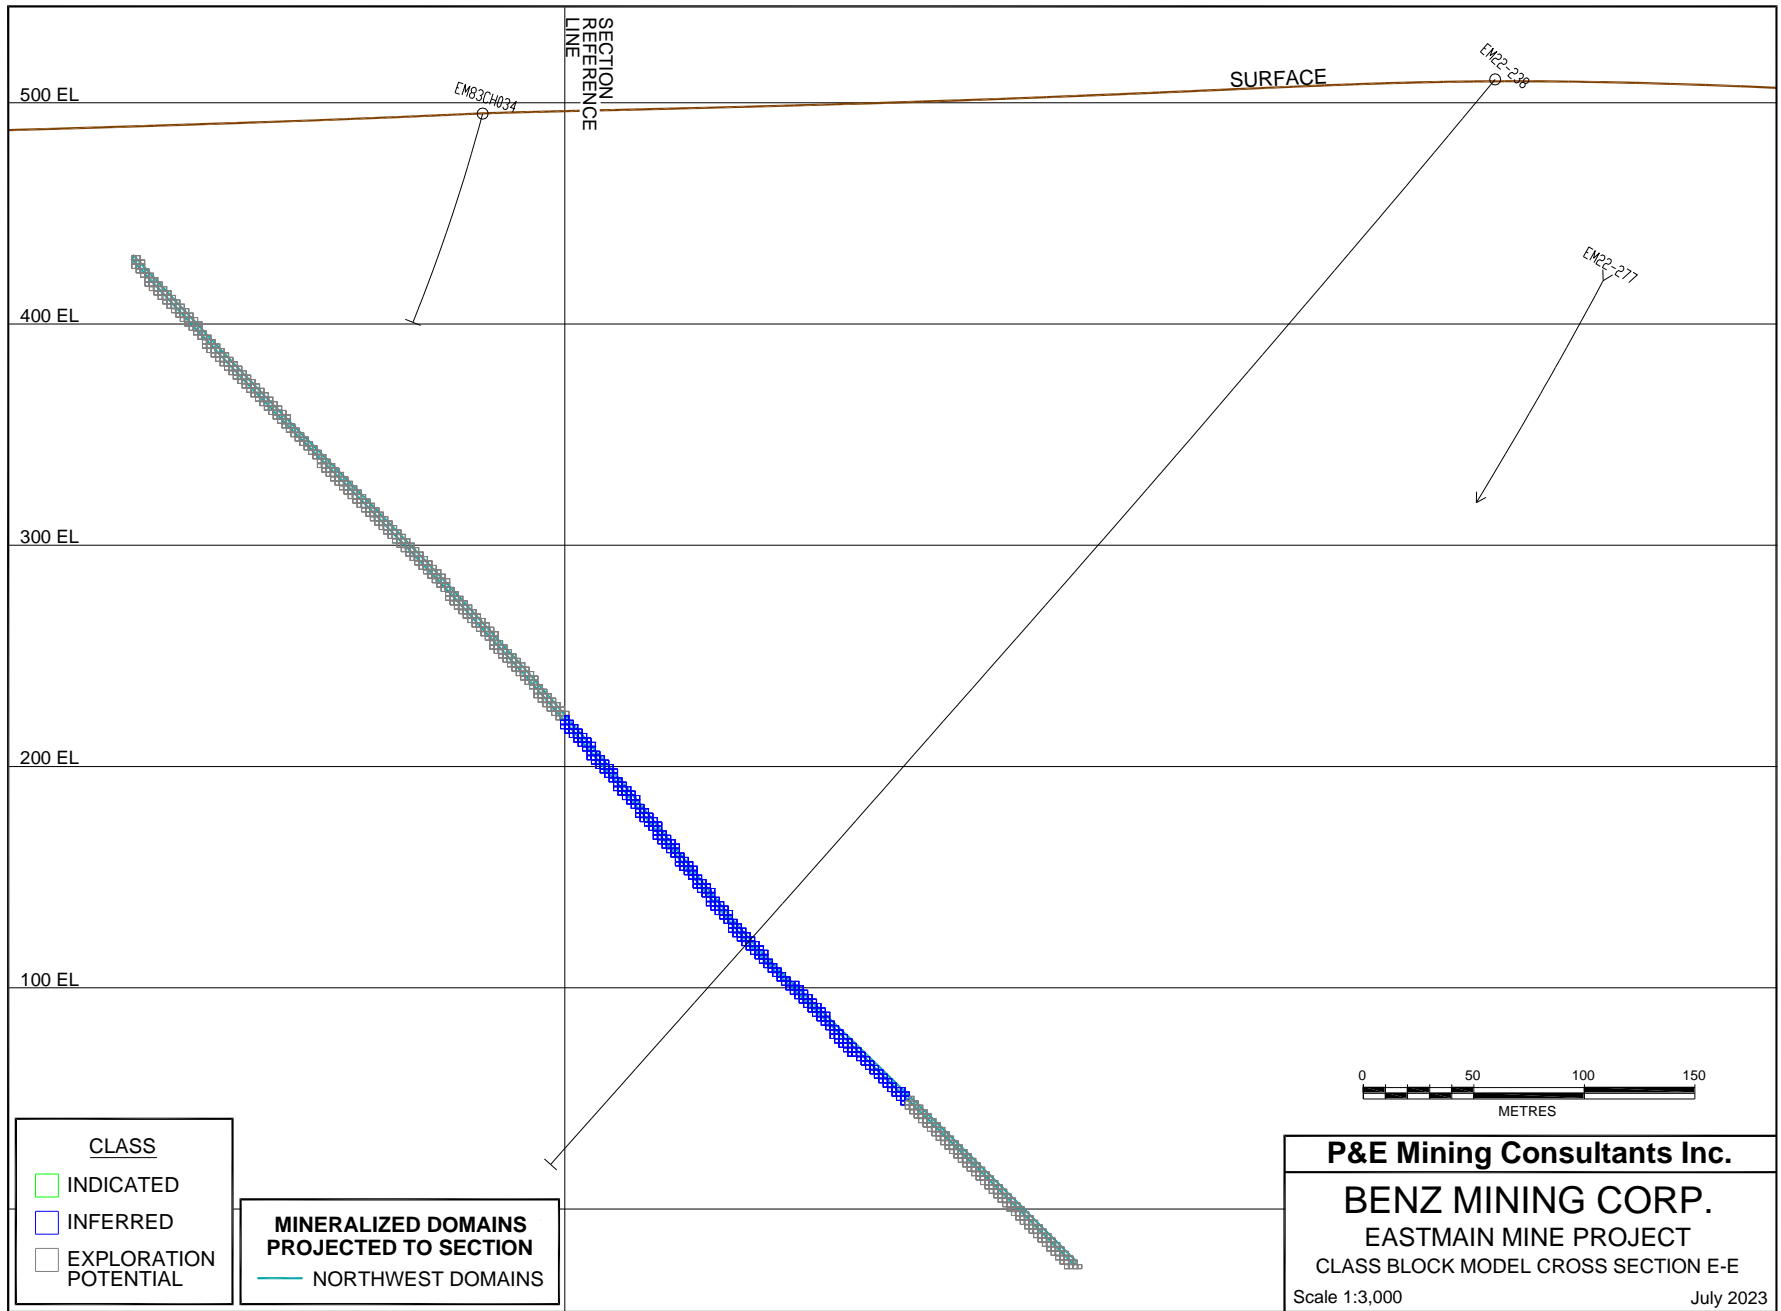 SECTION
REFERENCE
LINE
EM83CH034
SURFACE
EM22-238
EM22-277
500 EL
400 EL
300 EL
200 EL
100 EL
0 50 100 150
METRES
CLASS
INDICATED
INFERRED
EXPLORATION
POTENTIAL
MINERALIZED DOMAINS
PROJECTED TO SECTION
NORTHWEST DOMAINS
P&E Mining Consultants Inc.
BENZ MINING CORP.
EASTMAIN MINE PROJECT
CLASS BLOCK MODEL CROSS SECTION E-E
Scale 1:3,000 July 2023